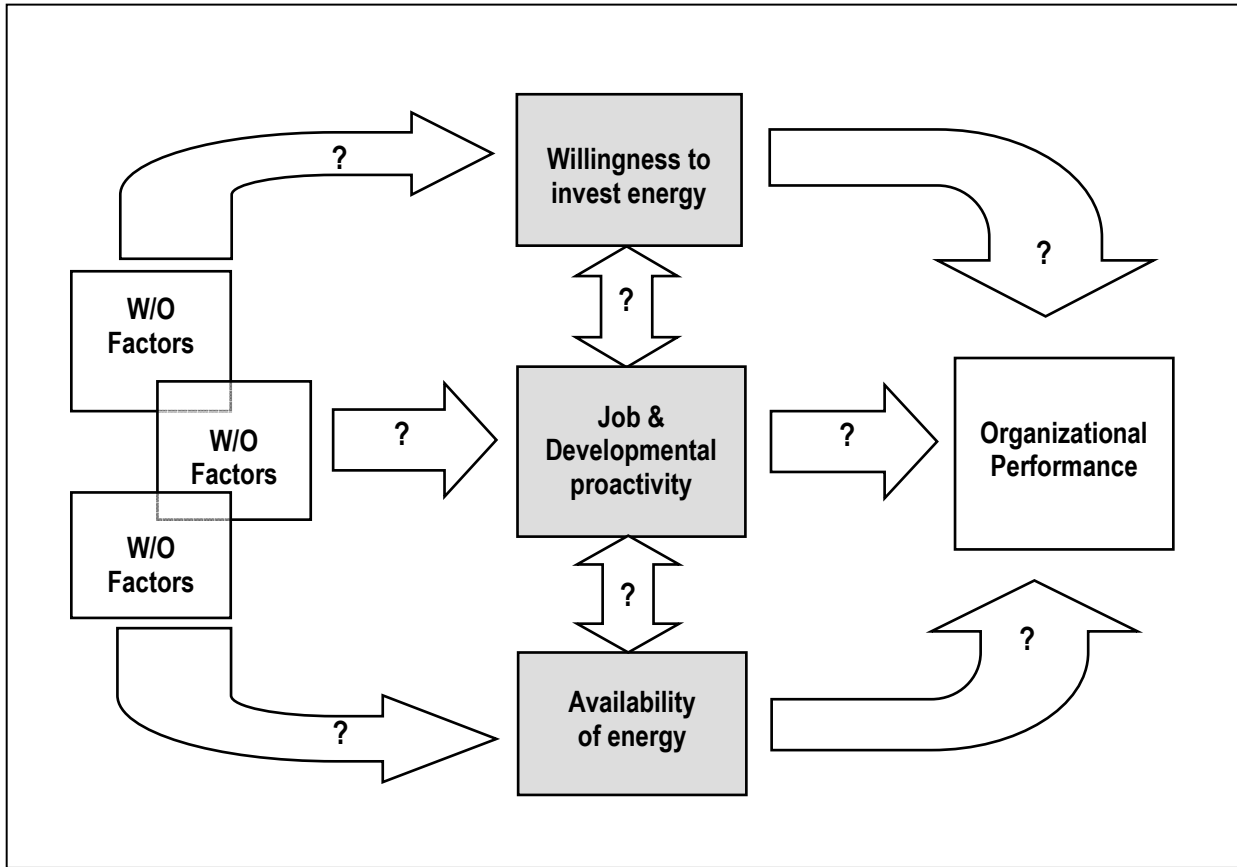 ?
Willingness to
invest energy
?
W/O
Factors
?
W/O
Factors
?
Job &
Developmental
proactivity
?
Organizational
Performance
W/O
Factors
?
?
Availability
of energy
?